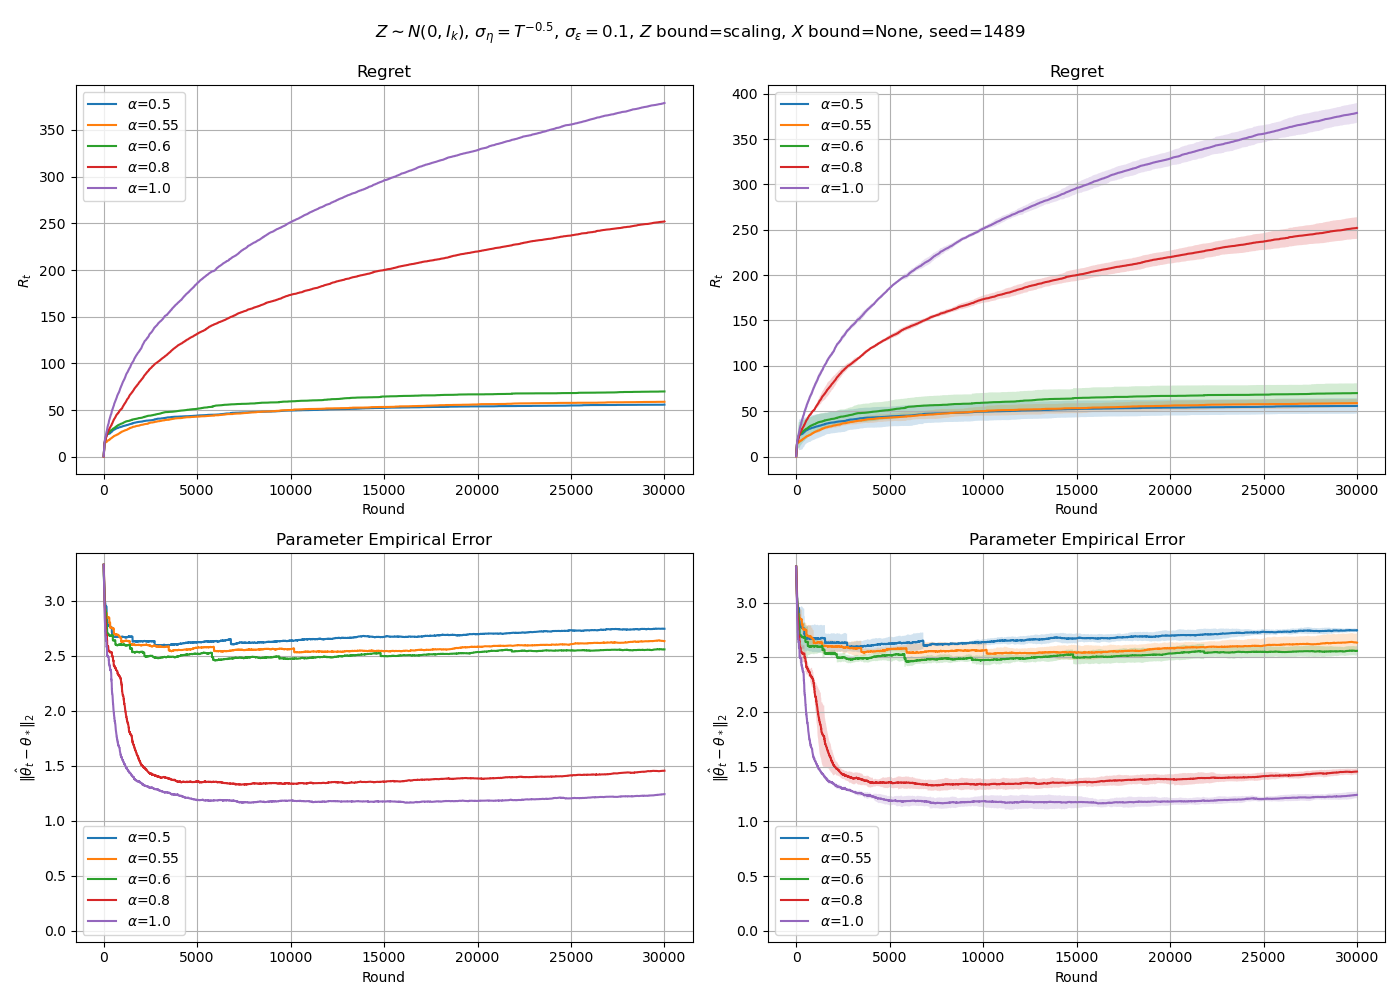 Z ∼ N(0, I_k), σ_η = T^{−0.5}, σ_ε = 0.1, Z bound=scaling, X bound=None, seed=1489
Regret
R_t
350
300
250
200
150
100
50
0
α=0.5
α=0.55
α=0.6
α=0.8
α=1.0
0 5000 10000 15000 20000 25000 30000
Round
Regret
R_t
400
350
300
250
200
150
100
50
0
α=0.5
α=0.55
α=0.6
α=0.8
α=1.0
0 5000 10000 15000 20000 25000 30000
Round
Parameter Empirical Error
‖θ̂_t − θ_*‖_2
3.0
2.5
2.0
1.5
1.0
0.5
0.0
α=0.5
α=0.55
α=0.6
α=0.8
α=1.0
0 5000 10000 15000 20000 25000 30000
Round
Parameter Empirical Error
‖θ̂_t − θ_*‖_2
3.0
2.5
2.0
1.5
1.0
0.5
0.0
α=0.5
α=0.55
α=0.6
α=0.8
α=1.0
0 5000 10000 15000 20000 25000 30000
Round